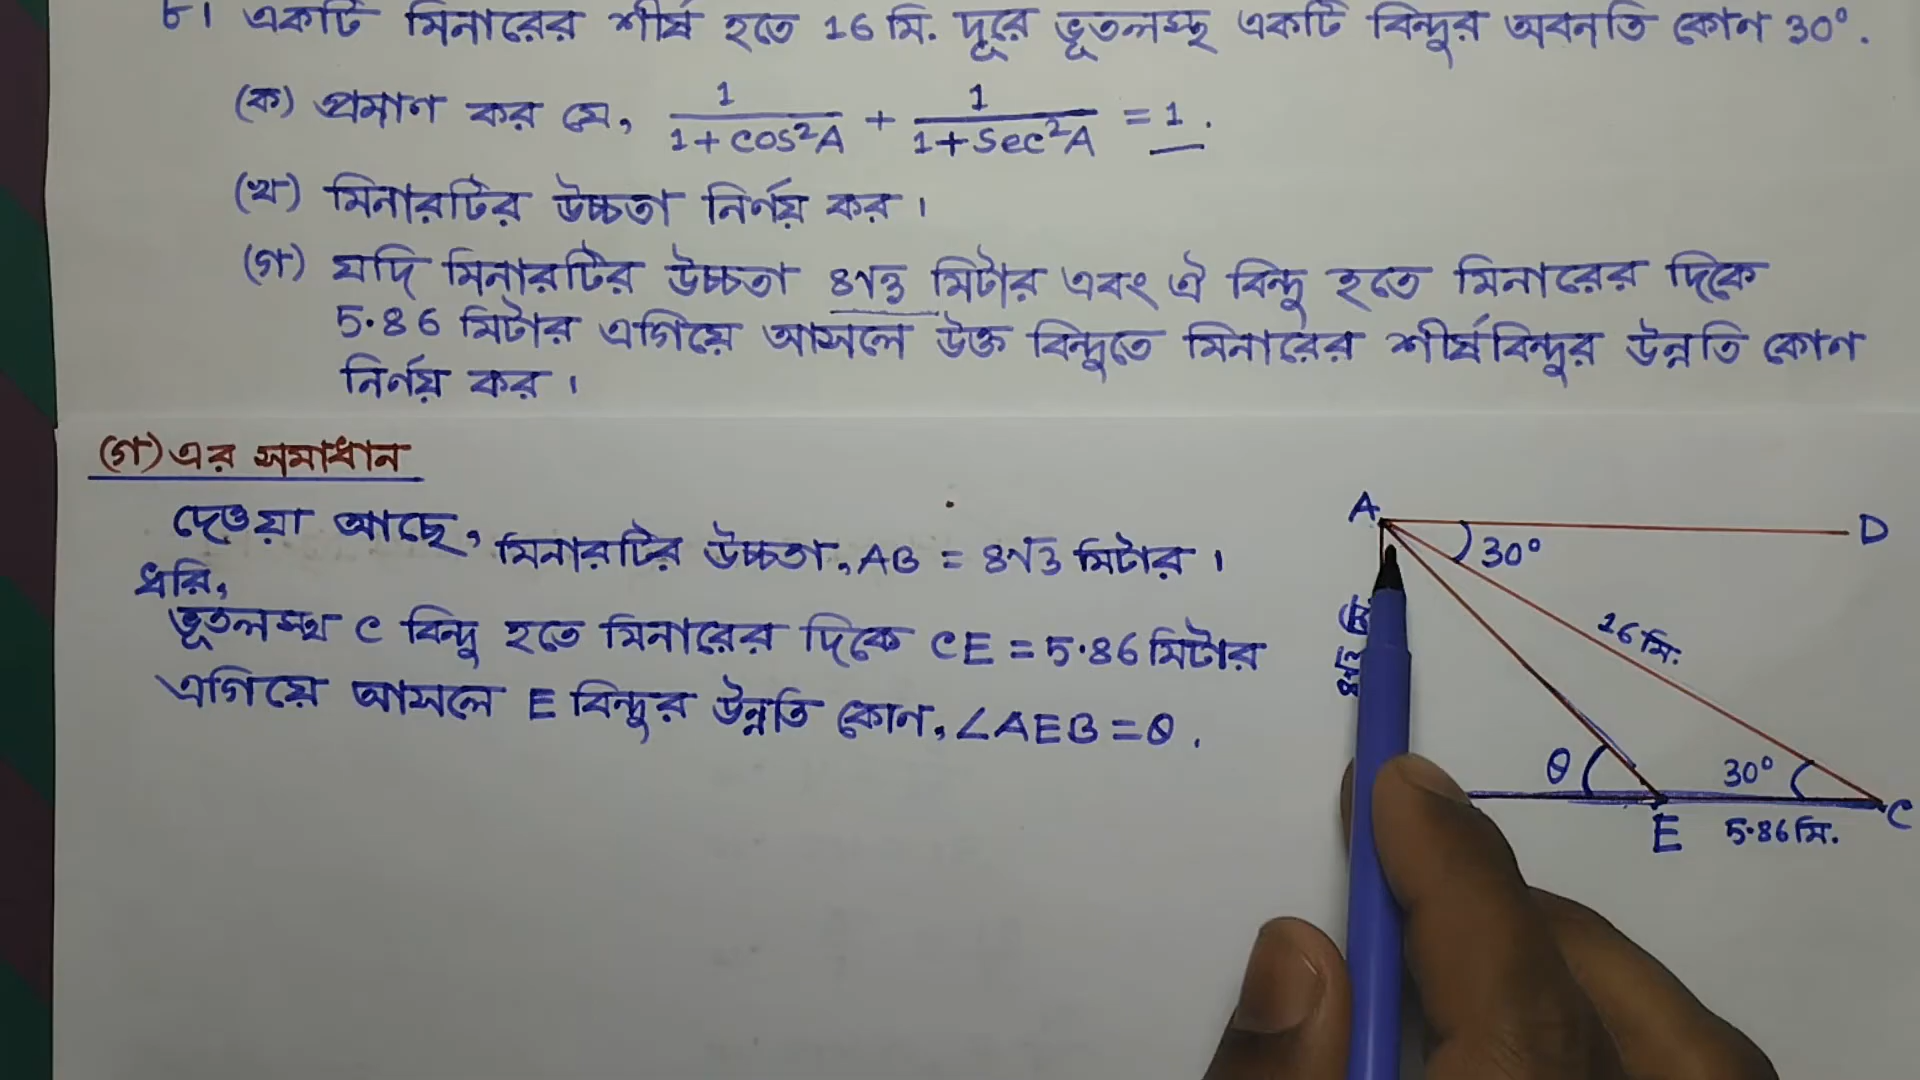 ৮। একটি মিনারের শীর্ষ হতে 16 মি. দূরে ভূতলস্থ একটি বিন্দুর অবনতি কোণ 30°.
(ক) প্রমাণ কর যে, 1/(1+cos²A) + 1/(1+sec²A) = 1.
(খ) মিনারটির উচ্চতা নির্ণয় কর।
(গ) যদি মিনারটির উচ্চতা 8√3 মিটার এবং ঐ বিন্দু হতে মিনারের দিকে
5.86 মিটার এগিয়ে আসলে উক্ত বিন্দুতে মিনারের শীর্ষবিন্দুর উন্নতি কোণ
নির্ণয় কর।
(গ) এর সমাধান
দেওয়া আছে, মিনারটির উচ্চতা, AB = 8√3 মিটার।
ধরি,
ভূতলস্থ C বিন্দু হতে মিনারের দিকে CE = 5.86 মিটার
এগিয়ে আসলে E বিন্দুর উন্নতি কোণ, ∠AEB = θ.
A
D
30°
16 মি.
θ
30°
E
5.86 মি.
C